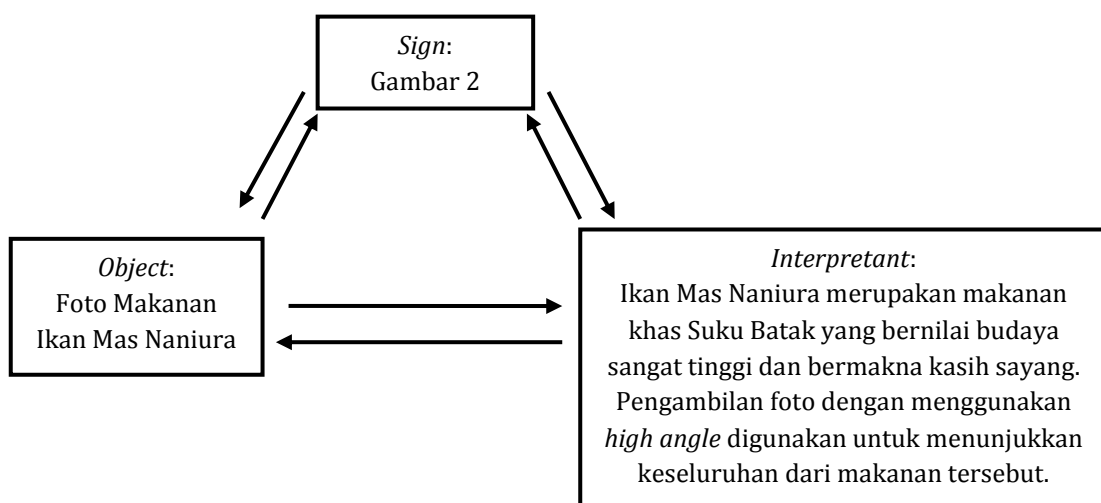 Sign:
Gambar 2
Object:
Foto Makanan
Ikan Mas Naniura
Interpretant:
Ikan Mas Naniura merupakan makanan
khas Suku Batak yang bernilai budaya
sangat tinggi dan bermakna kasih sayang.
Pengambilan foto dengan menggunakan
high angle digunakan untuk menunjukkan
keseluruhan dari makanan tersebut.